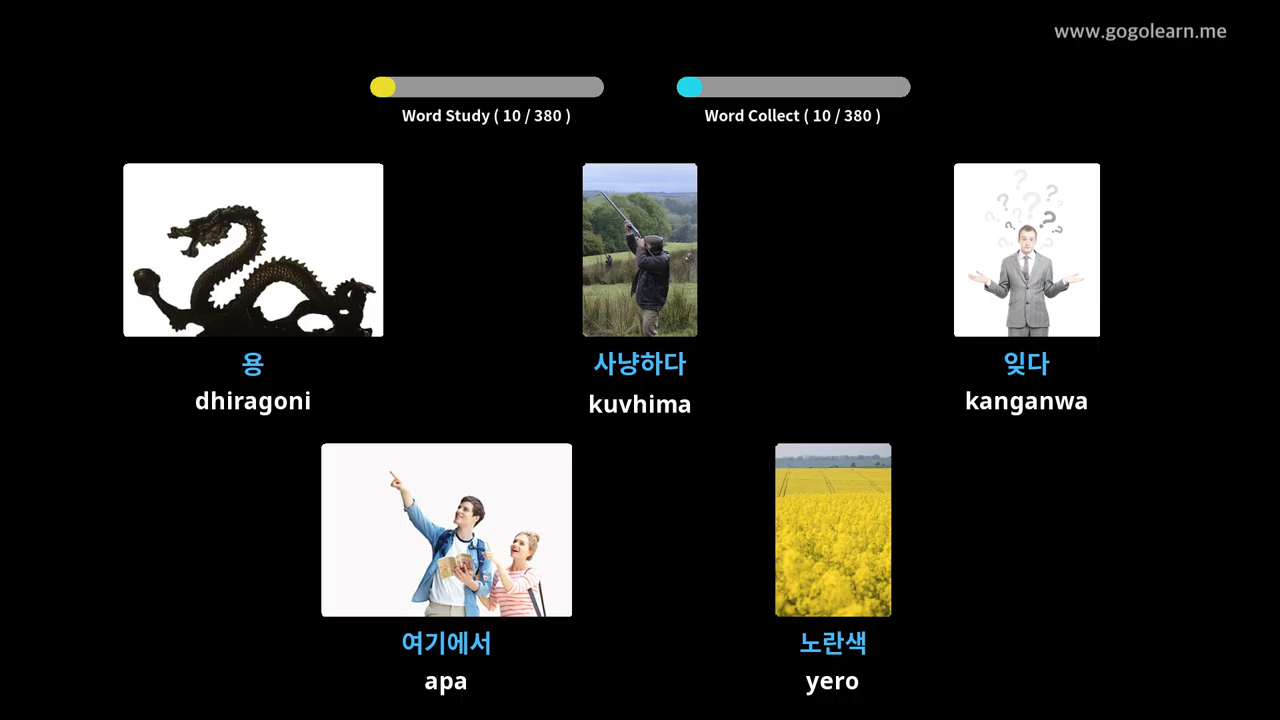 www.gogolearn.me
Word Study ( 10 / 380 )
Word Collect ( 10 / 380 )
용
dhiragoni
사냥하다
kuvhima
잊다
kanganwa
여기에서
apa
노란색
yero